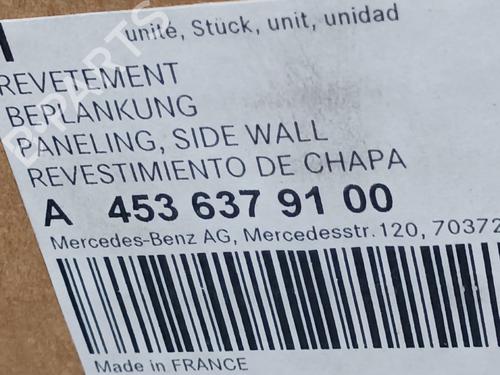 unité, Stück, unit, unidad
REVETEMENT
BEPLANKUNG
PANELING, SIDE WALL
REVESTIMIENTO DE CHAPA
A 453 637 91 00
Mercedes-Benz AG, Mercedesstr.120, 70372
Made in FRANCE
B-PARTS